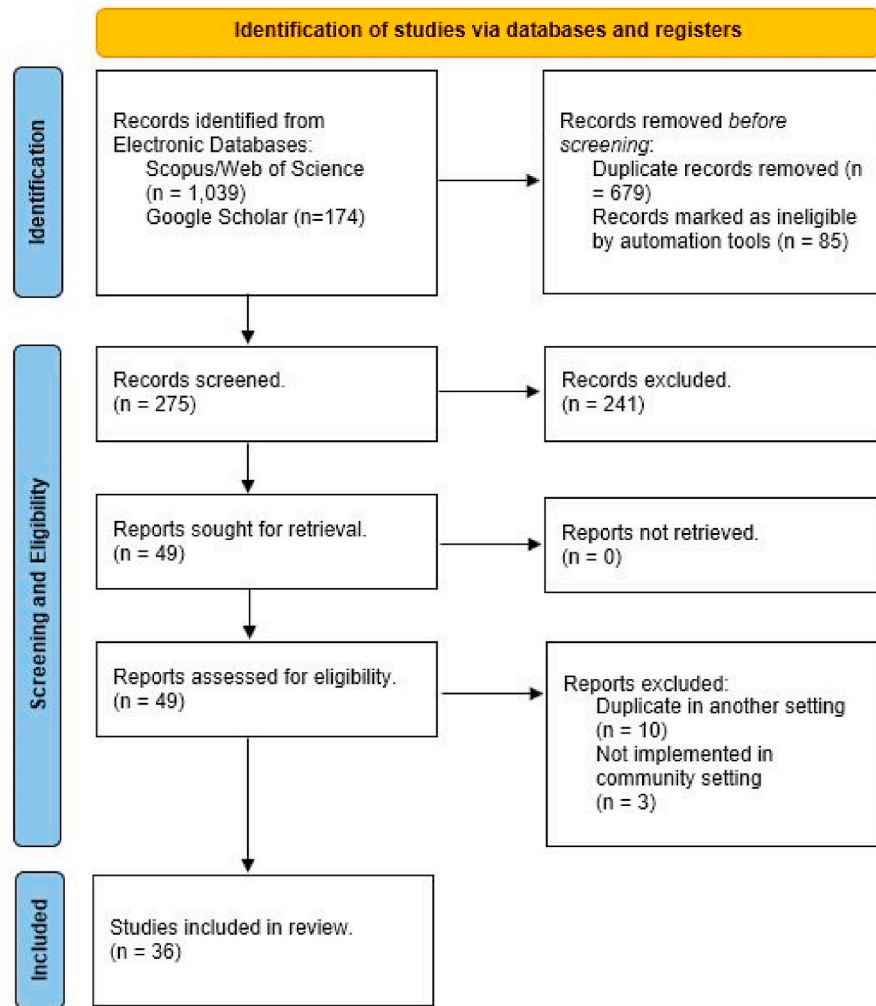 Identification of studies via databases and registers
Identification
Records identified from
Electronic Databases:
Scopus/Web of Science
(n = 1,039)
Google Scholar (n=174)
Records removed before
screening:
Duplicate records removed (n
= 679)
Records marked as ineligible
by automation tools (n = 85)
Screening and Eligibility
Records screened.
(n = 275)
Records excluded.
(n = 241)
Reports sought for retrieval.
(n = 49)
Reports not retrieved.
(n = 0)
Reports assessed for eligibility.
(n = 49)
Reports excluded:
Duplicate in another setting
(n = 10)
Not implemented in
community setting
(n = 3)
Included
Studies included in review.
(n = 36)